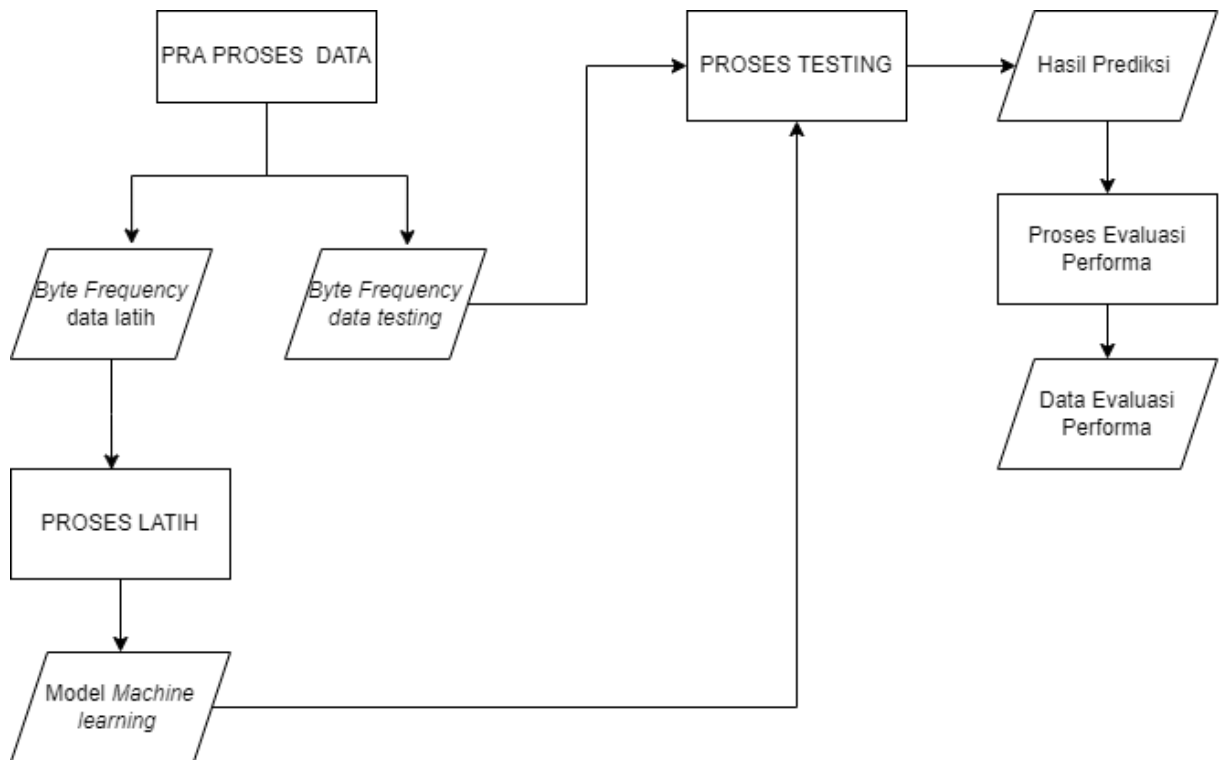 PRA PROSES DATA
PROSES TESTING
Hasil Prediksi
Proses Evaluasi
Performa
Byte Frequency
data latih
Byte Frequency
data testing
Data Evaluasi
Performa
PROSES LATIH
Model Machine
learning